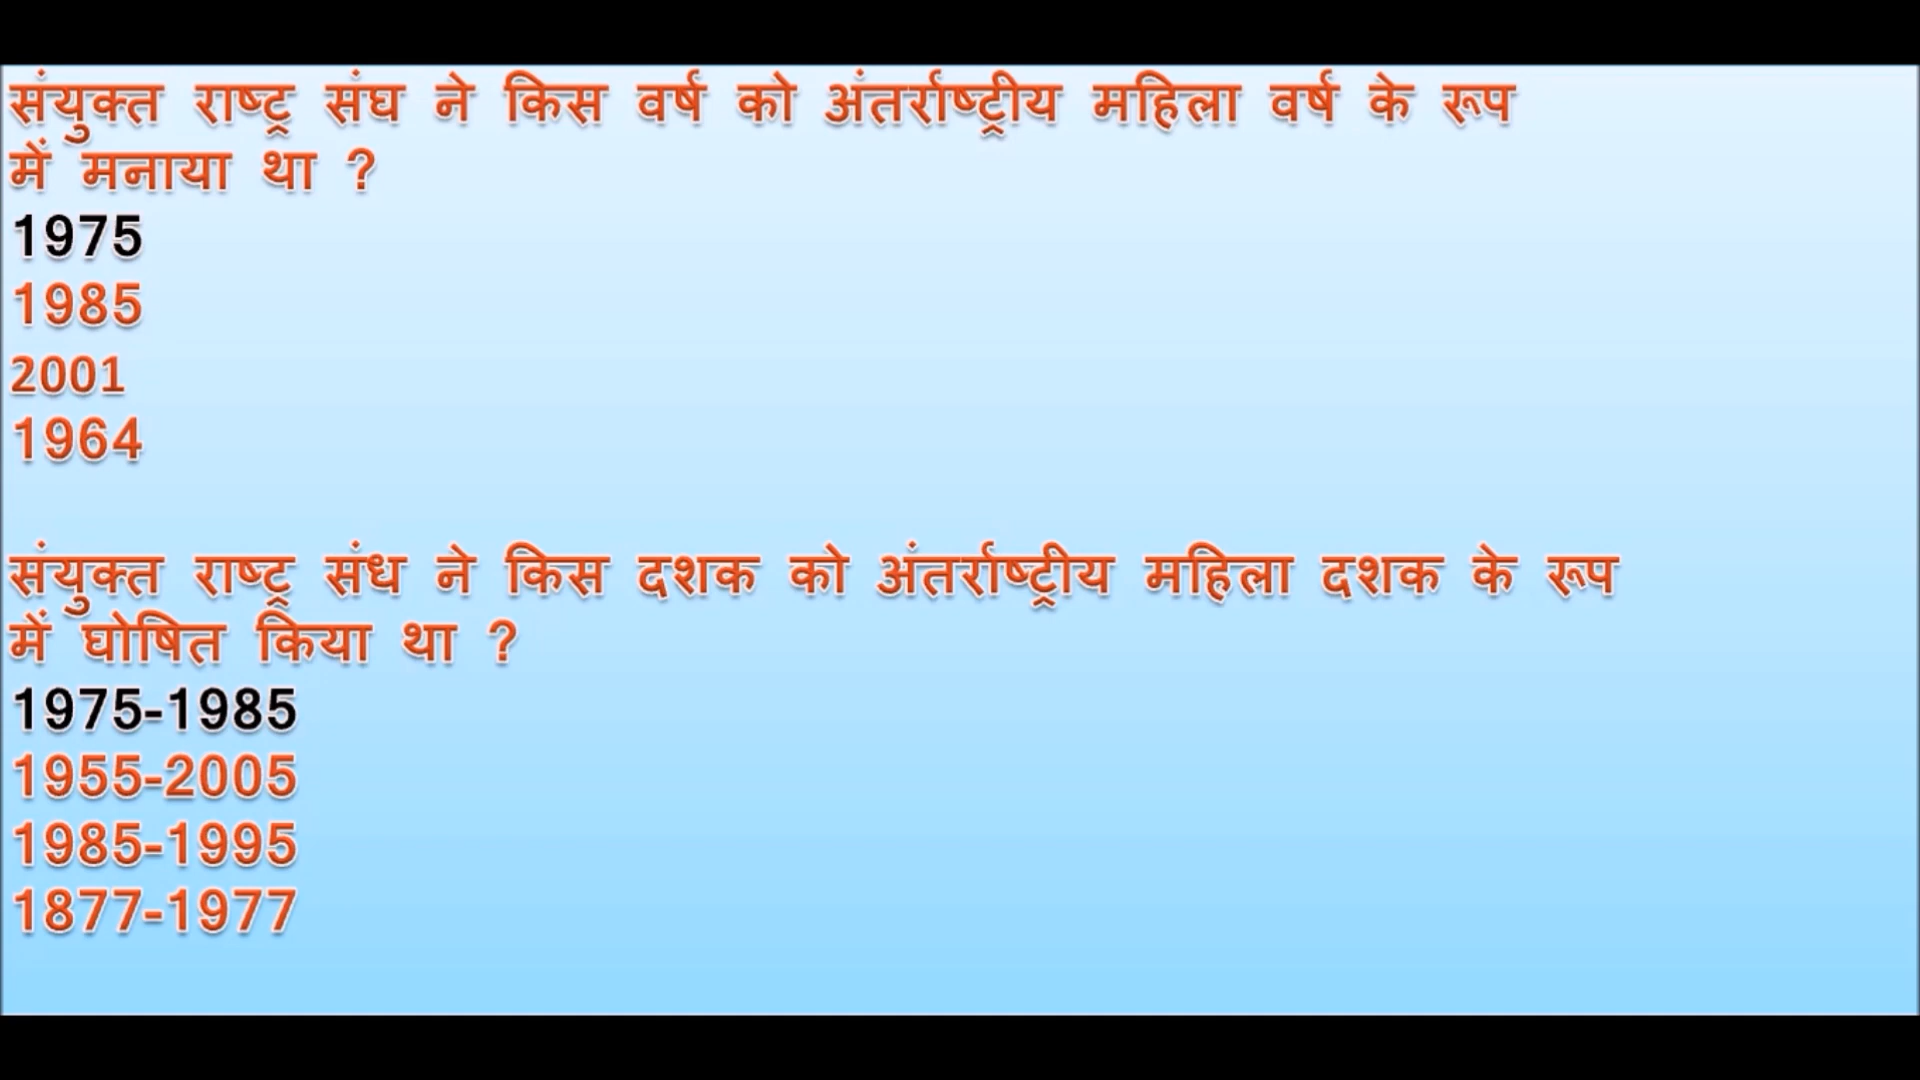 संयुक्त राष्ट्र संघ ने किस वर्ष को अंतर्राष्ट्रीय महिला वर्ष के रूप
में मनाया था ?
1975
1985
2001
1964
संयुक्त राष्ट्र संध ने किस दशक को अंतर्राष्ट्रीय महिला दशक के रूप
में घोषित किया था ?
1975-1985
1955-2005
1985-1995
1877-1977